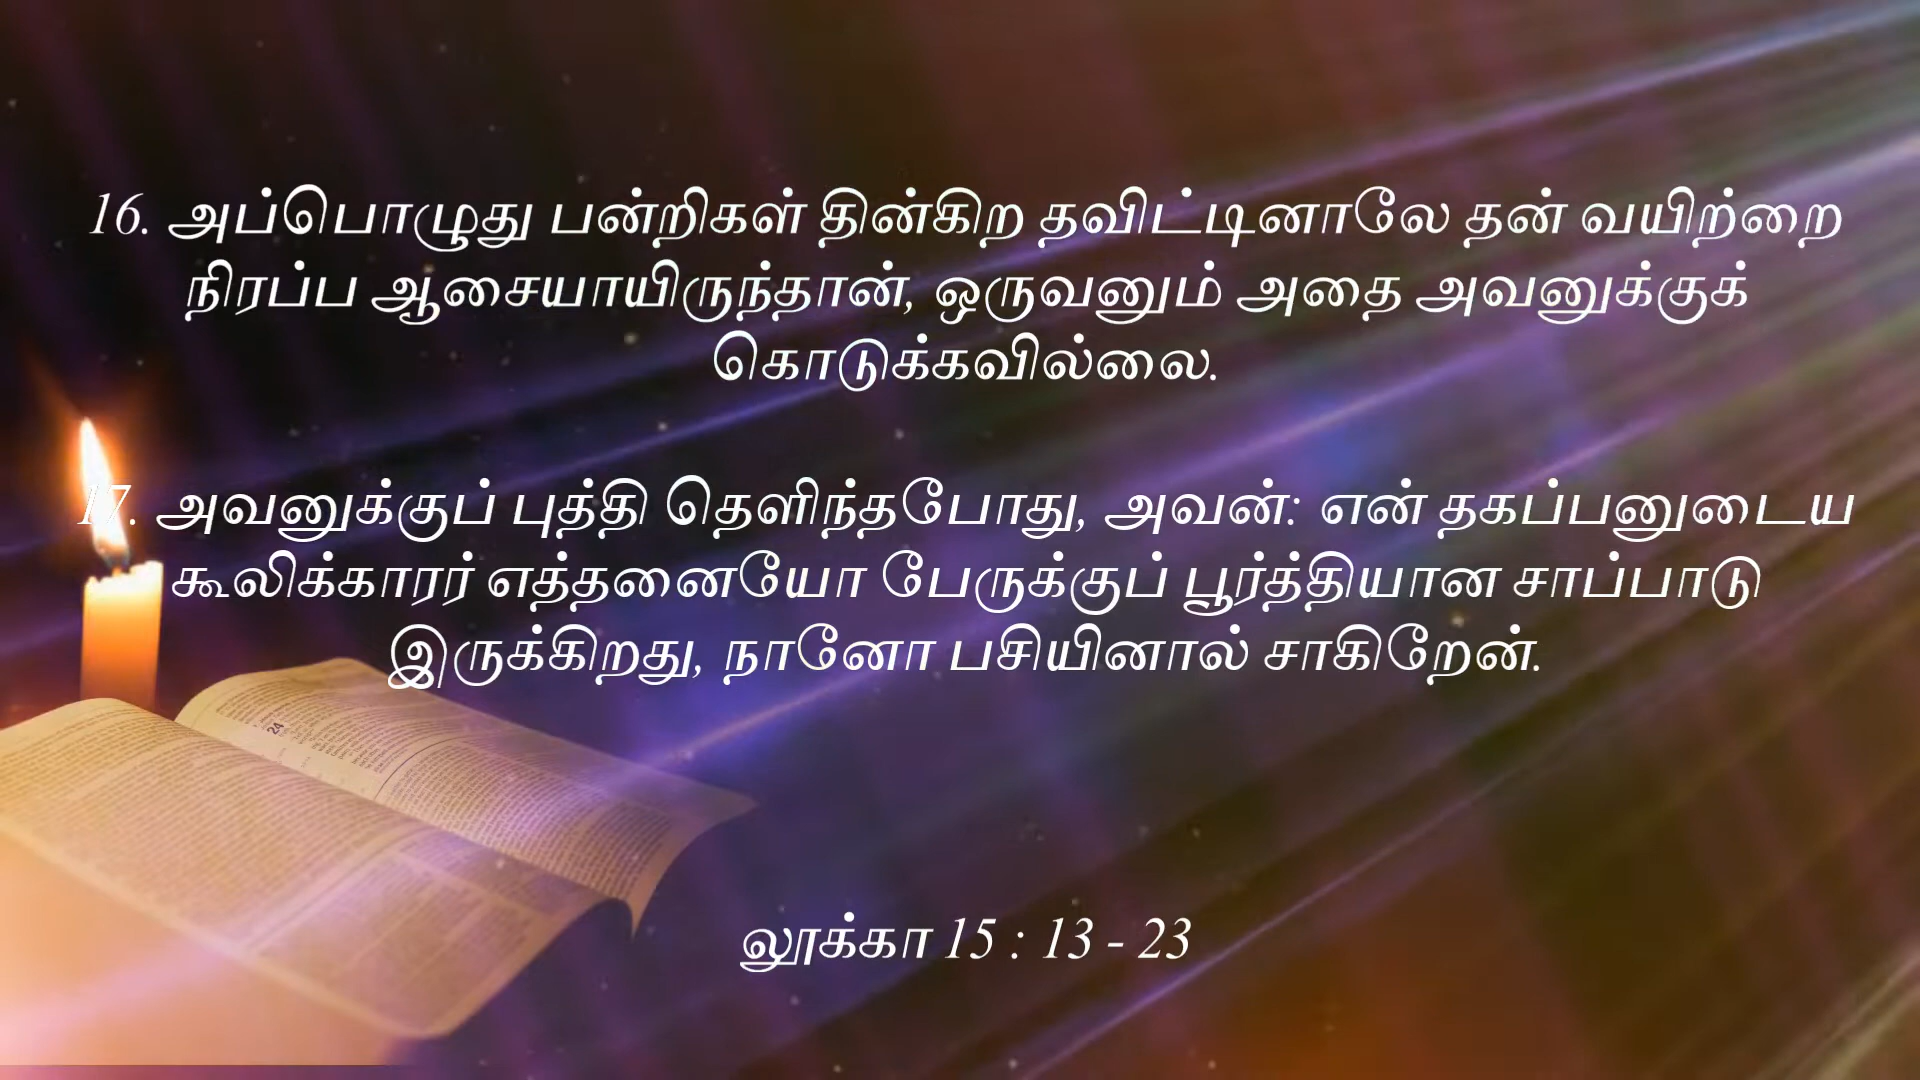 16. அப்பொழுது பன்றிகள் தின்கிற தவிட்டினாலே தன் வயிற்றை
நிரப்ப ஆசையாயிருந்தான், ஒருவனும் அதை அவனுக்குக்
கொடுக்கவில்லை.
17. அவனுக்குப் புத்தி தெளிந்தபோது, அவன்: என் தகப்பனுடைய
கூலிக்காரர் எத்தனையோ பேருக்குப் பூர்த்தியான சாப்பாடு
இருக்கிறது, நானோ பசியினால் சாகிறேன்.
24
லூக்கா 15 : 13 - 23